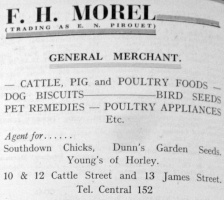 F. H. MOREL
(TRADING AS E. N. PIROUET)
GENERAL MERCHANT.
— CATTLE, PIG and POULTRY FOODS —
DOG BISCUITS———BIRD SEEDS
PET REMEDIES — POULTRY APPLIANCES
Etc.
Agent for......
Southdown Chicks, Dunn's Garden Seeds.
Young's of Horley.
10 & 12 Cattle Street and 13 James Street.
Tel. Central 152